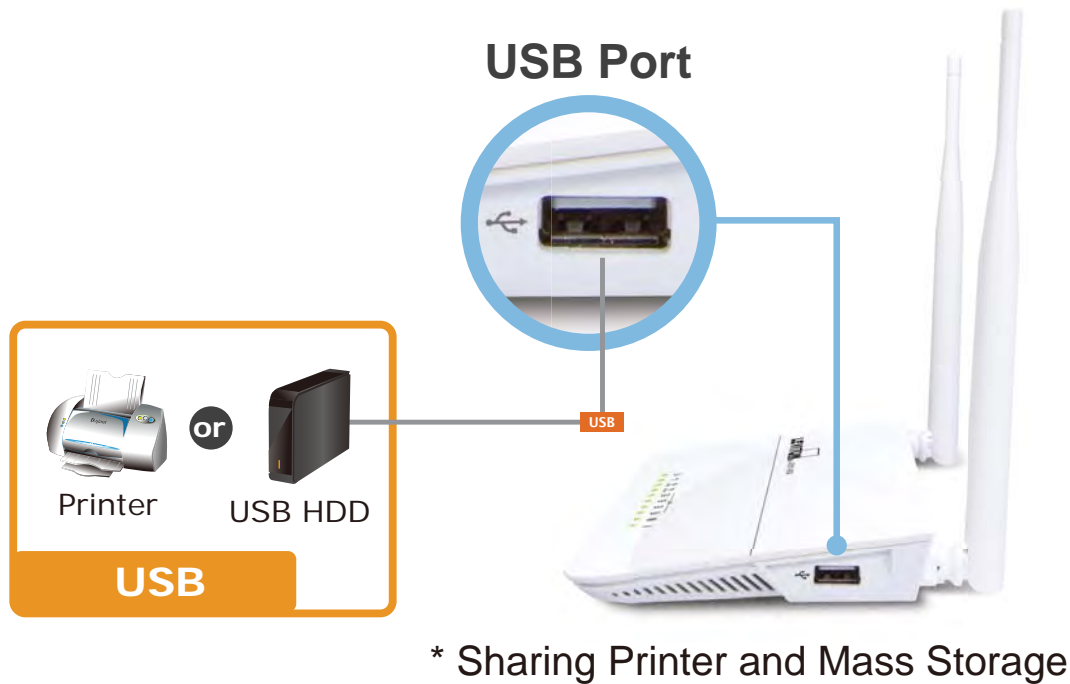 USB Port
or
USB
Printer
USB HDD
USB
* Sharing Printer and Mass Storage